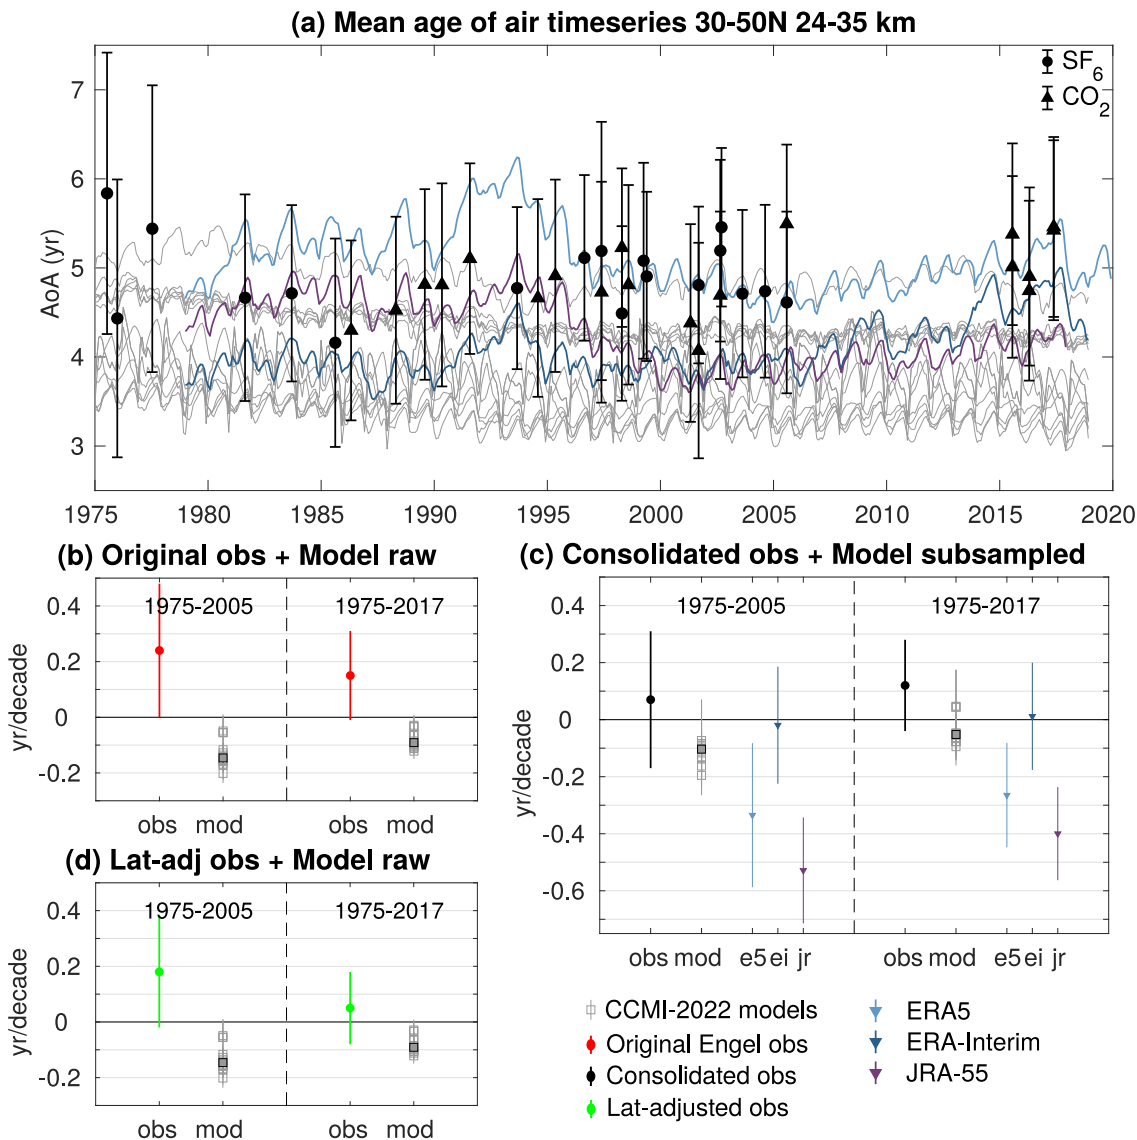 (a) Mean age of air timeseries 30-50N 24-35 km
SF6
CO2
7
6
5
4
3
AoA (yr)
1975 1980 1985 1990 1995 2000 2005 2010 2015 2020
(b) Original obs + Model raw
1975-2005 1975-2017
0.4
0.2
0
-0.2
yr/decade
obs mod obs mod
(c) Consolidated obs + Model subsampled
1975-2005 1975-2017
0.4
0.2
0
-0.2
-0.4
-0.6
yr/decade
obs mod e5 ei jr obs mod e5 ei jr
(d) Lat-adj obs + Model raw
1975-2005 1975-2017
0.4
0.2
0
-0.2
yr/decade
obs mod obs mod
CCMI-2022 models
Original Engel obs
Consolidated obs
Lat-adjusted obs
ERA5
ERA-Interim
JRA-55